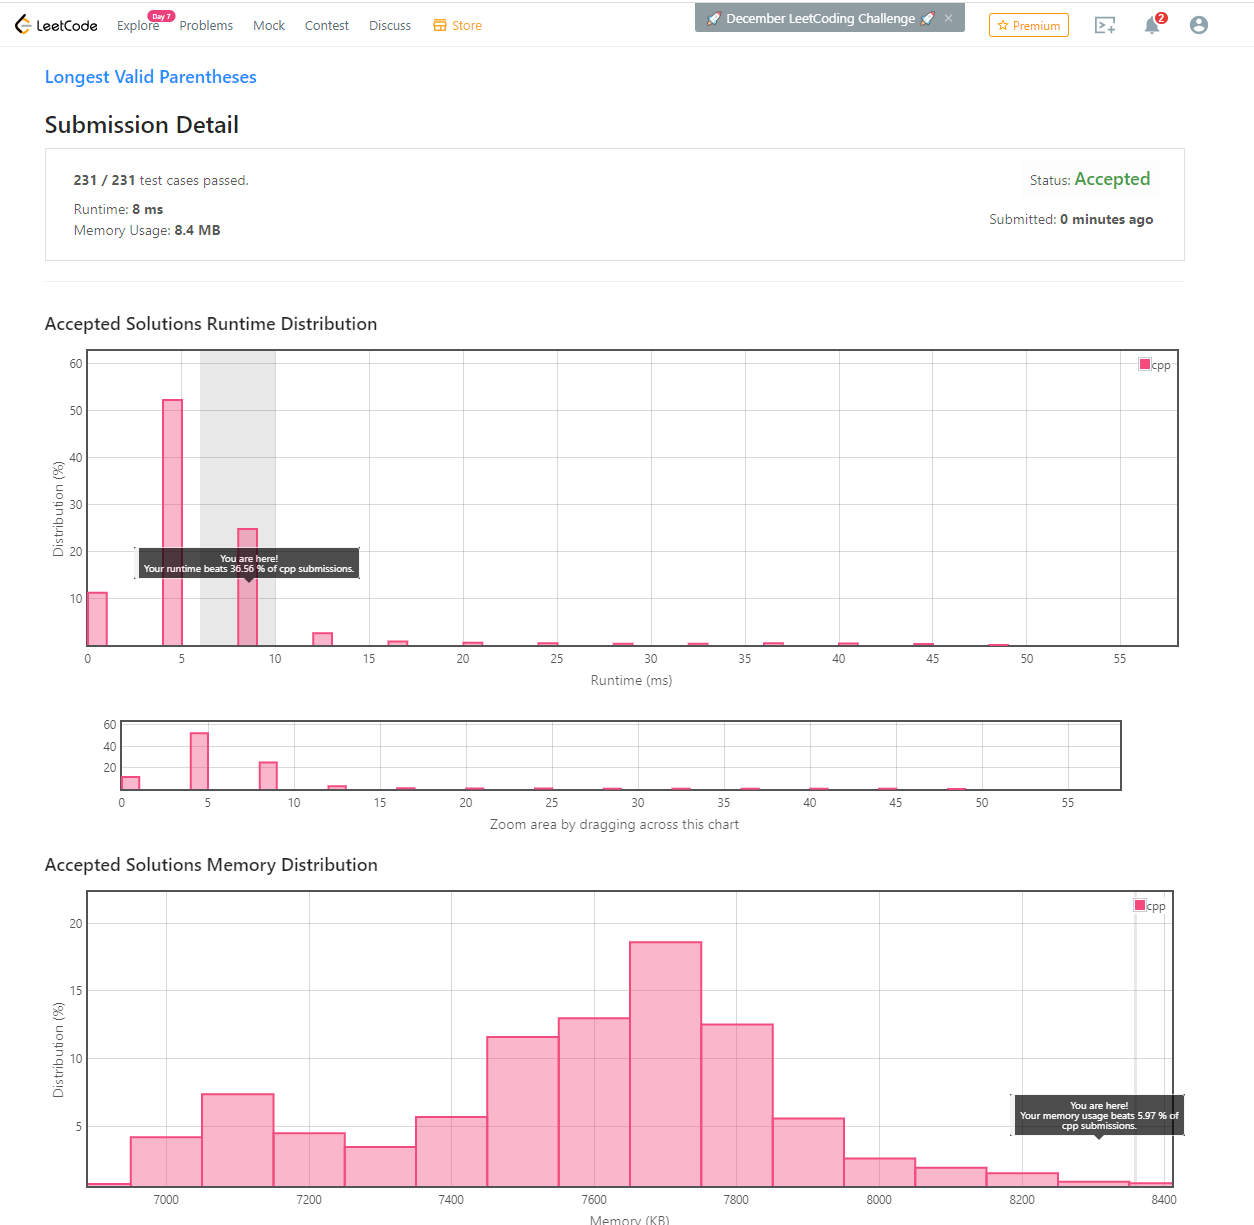 LeetCode Explore Day 7 Problems Mock Contest Discuss Store December LeetCoding Challenge × Premium 2
Longest Valid Parentheses
Submission Detail
231 / 231 test cases passed.
Status: Accepted
Runtime: 8 ms
Submitted: 0 minutes ago
Memory Usage: 8.4 MB
Accepted Solutions Runtime Distribution
cpp
60
50
40
30
20
10
Distribution (%)
You are here!
Your runtime beats 36.56 % of cpp submissions.
0 5 10 15 20 25 30 35 40 45 50 55
Runtime (ms)
60
40
20
0 5 10 15 20 25 30 35 40 45 50 55
Zoom area by dragging across this chart
Accepted Solutions Memory Distribution
cpp
20
15
10
5
Distribution (%)
You are here!
Your memory usage beats 5.97 % of
cpp submissions.
7000 7200 7400 7600 7800 8000 8200 8400
Memory (KB)